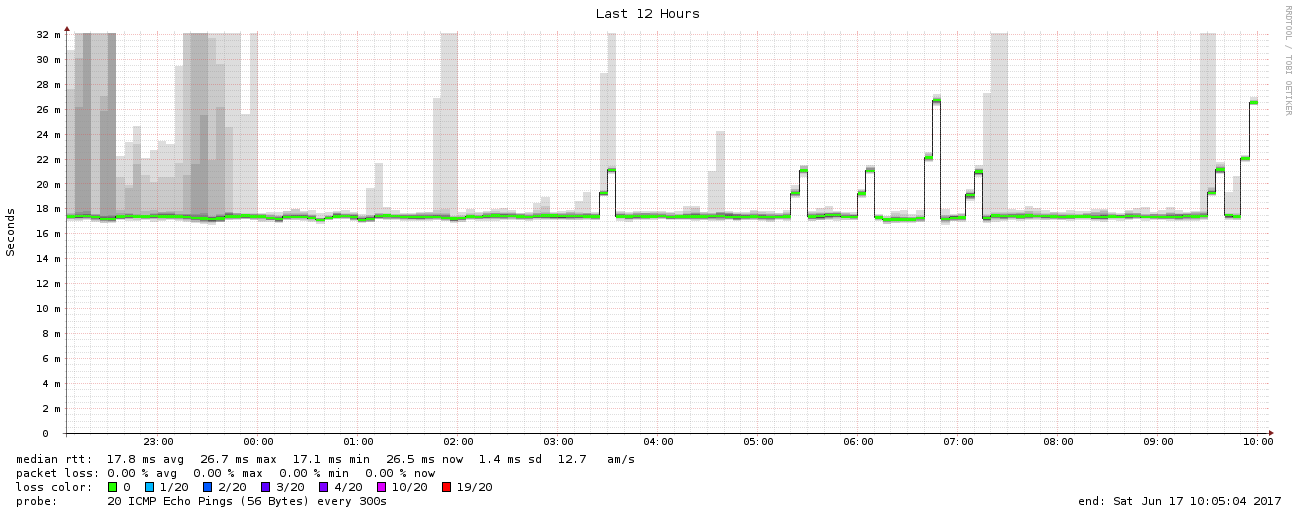 Last 12 Hours
RRDTOOL / TOBI OETIKER
Seconds
32 m
30 m
28 m
26 m
24 m
22 m
20 m
18 m
16 m
14 m
12 m
10 m
8 m
6 m
4 m
2 m
0
23:00 00:00 01:00 02:00 03:00 04:00 05:00 06:00 07:00 08:00 09:00 10:00
median rtt: 17.8 ms avg 26.7 ms max 17.1 ms min 26.5 ms now 1.4 ms sd 12.7 am/s
packet loss: 0.00 % avg 0.00 % max 0.00 % min 0.00 % now
loss color: 0 1/20 2/20 3/20 4/20 10/20 19/20
probe: 20 ICMP Echo Pings (56 Bytes) every 300s end: Sat Jun 17 10:05:04 2017